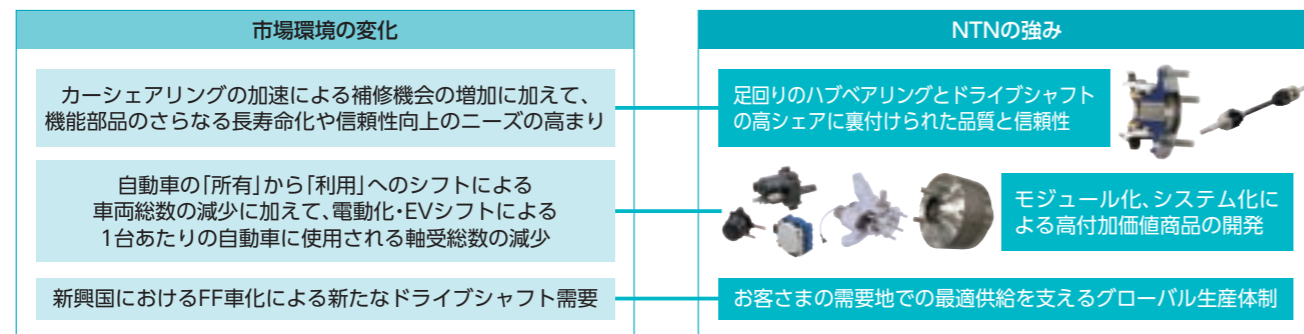 市場環境の変化
カーシェアリングの加速による補修機会の増加に加えて、
機能部品のさらなる長寿命化や信頼性向上のニーズの高まり
自動車の「所有」から「利用」へのシフトによる
車両総数の減少に加えて、電動化・EVシフトによる
1台あたりの自動車に使用される軸受総数の減少
新興国におけるFF車化による新たなドライブシャフト需要
NTNの強み
足回りのハブベアリングとドライブシャフト
の高シェアに裏付けられた品質と信頼性
モジュール化、システム化に
よる高付加価値商品の開発
お客さまの需要地での最適供給を支えるグローバル生産体制